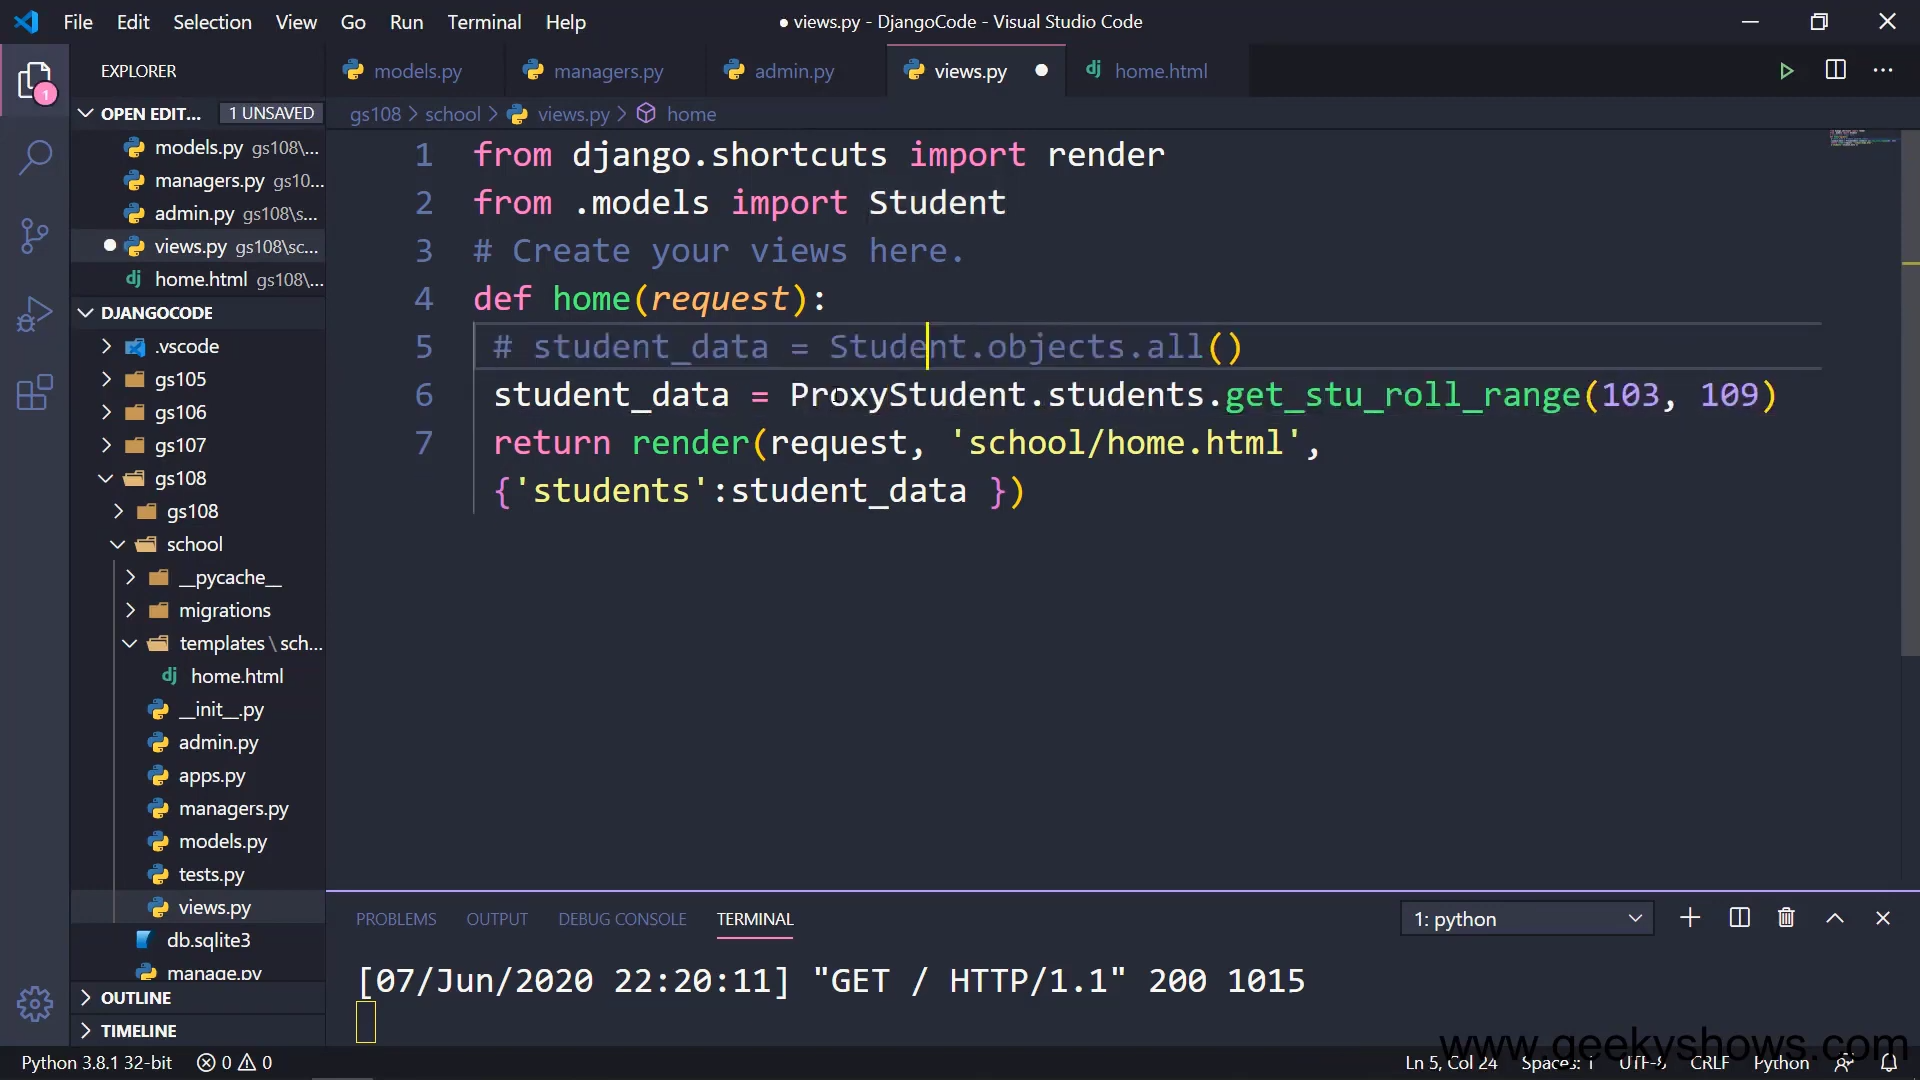 File Edit Selection View Go Run Terminal Help
● views.py - DjangoCode - Visual Studio Code
EXPLORER
models.py managers.py admin.py views.py home.html
OPEN EDIT... 1 UNSAVED
gs108 > school > views.py > home
models.py gs108\...
managers.py gs10...
admin.py gs108\s...
views.py gs108\sc...
home.html gs108\...
DJANGOCODE
.vscode
gs105
gs106
gs107
gs108
gs108
school
__pycache__
migrations
templates \ sch...
home.html
__init__.py
admin.py
apps.py
managers.py
models.py
tests.py
views.py
db.sqlite3
manage.py
OUTLINE
TIMELINE
1 from django.shortcuts import render
2 from .models import Student
3 # Create your views here.
4 def home(request):
5 # student_data = Student.objects.all()
6 student_data = ProxyStudent.students.get_stu_roll_range(103, 109)
7 return render(request, 'school/home.html',
{'students':student_data })
PROBLEMS OUTPUT DEBUG CONSOLE TERMINAL
1: python
[07/Jun/2020 22:20:11] "GET / HTTP/1.1" 200 1015
www.geekyshows.com
Python 3.8.1 32-bit 0 0
Ln 5, Col 24 Spaces: 1 UTF-8 CRLF Python